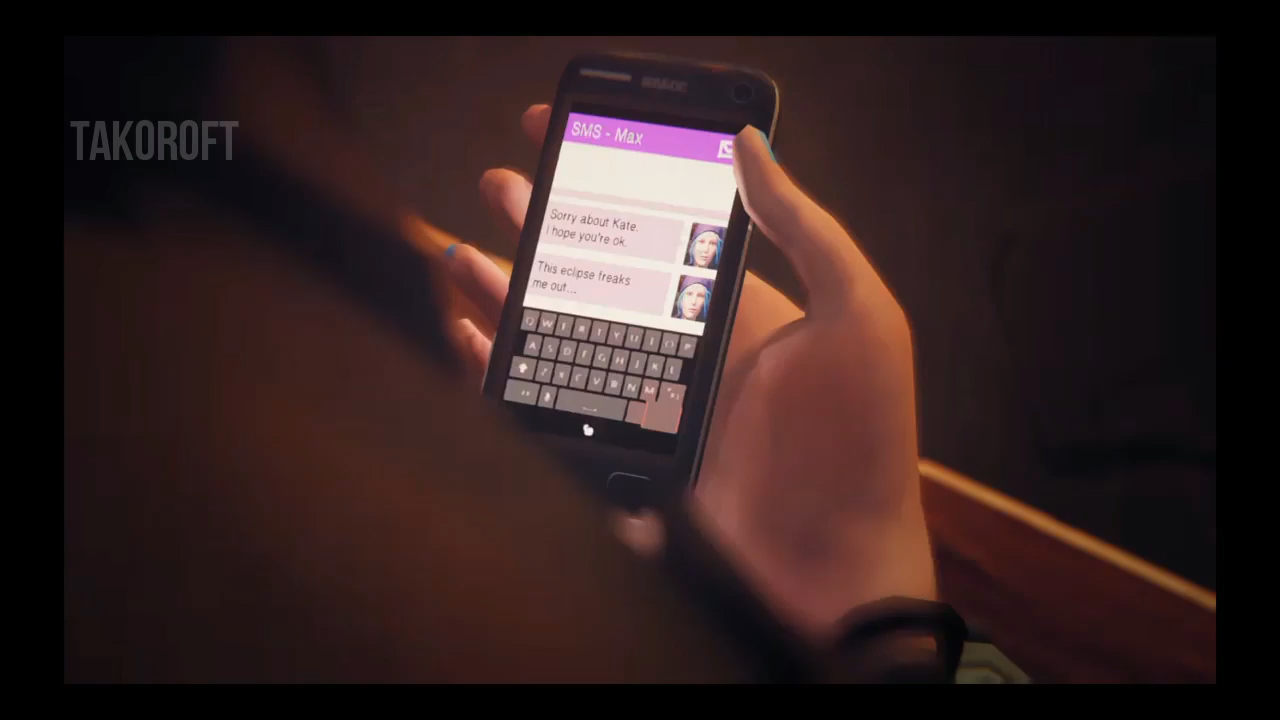 TAKOROFT
SMS - Max
Sorry about Kate.
I hope you're ok.
This eclipse freaks
me out...
Q W E R T Y U I O P
A S D F G H J K L
Z X C V B N M